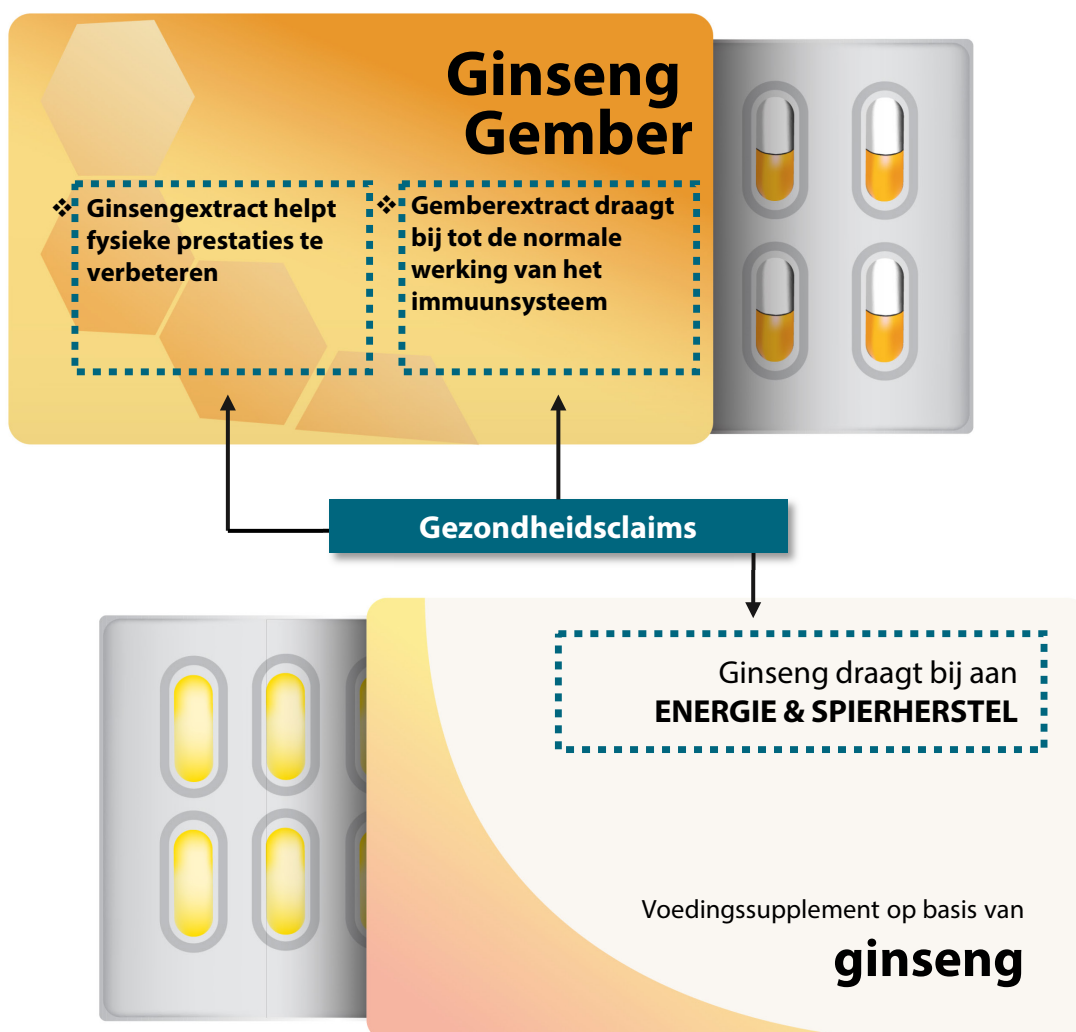 Ginseng
Gember
❖ Ginsengextract helpt
fysieke prestaties te
verbeteren
❖ Gemberextract draagt
bij tot de normale
werking van het
immuunsysteem
Gezondheidsclaims
Ginseng draagt bij aan
ENERGIE & SPIERHERSTEL
Voedingssupplement op basis van
ginseng